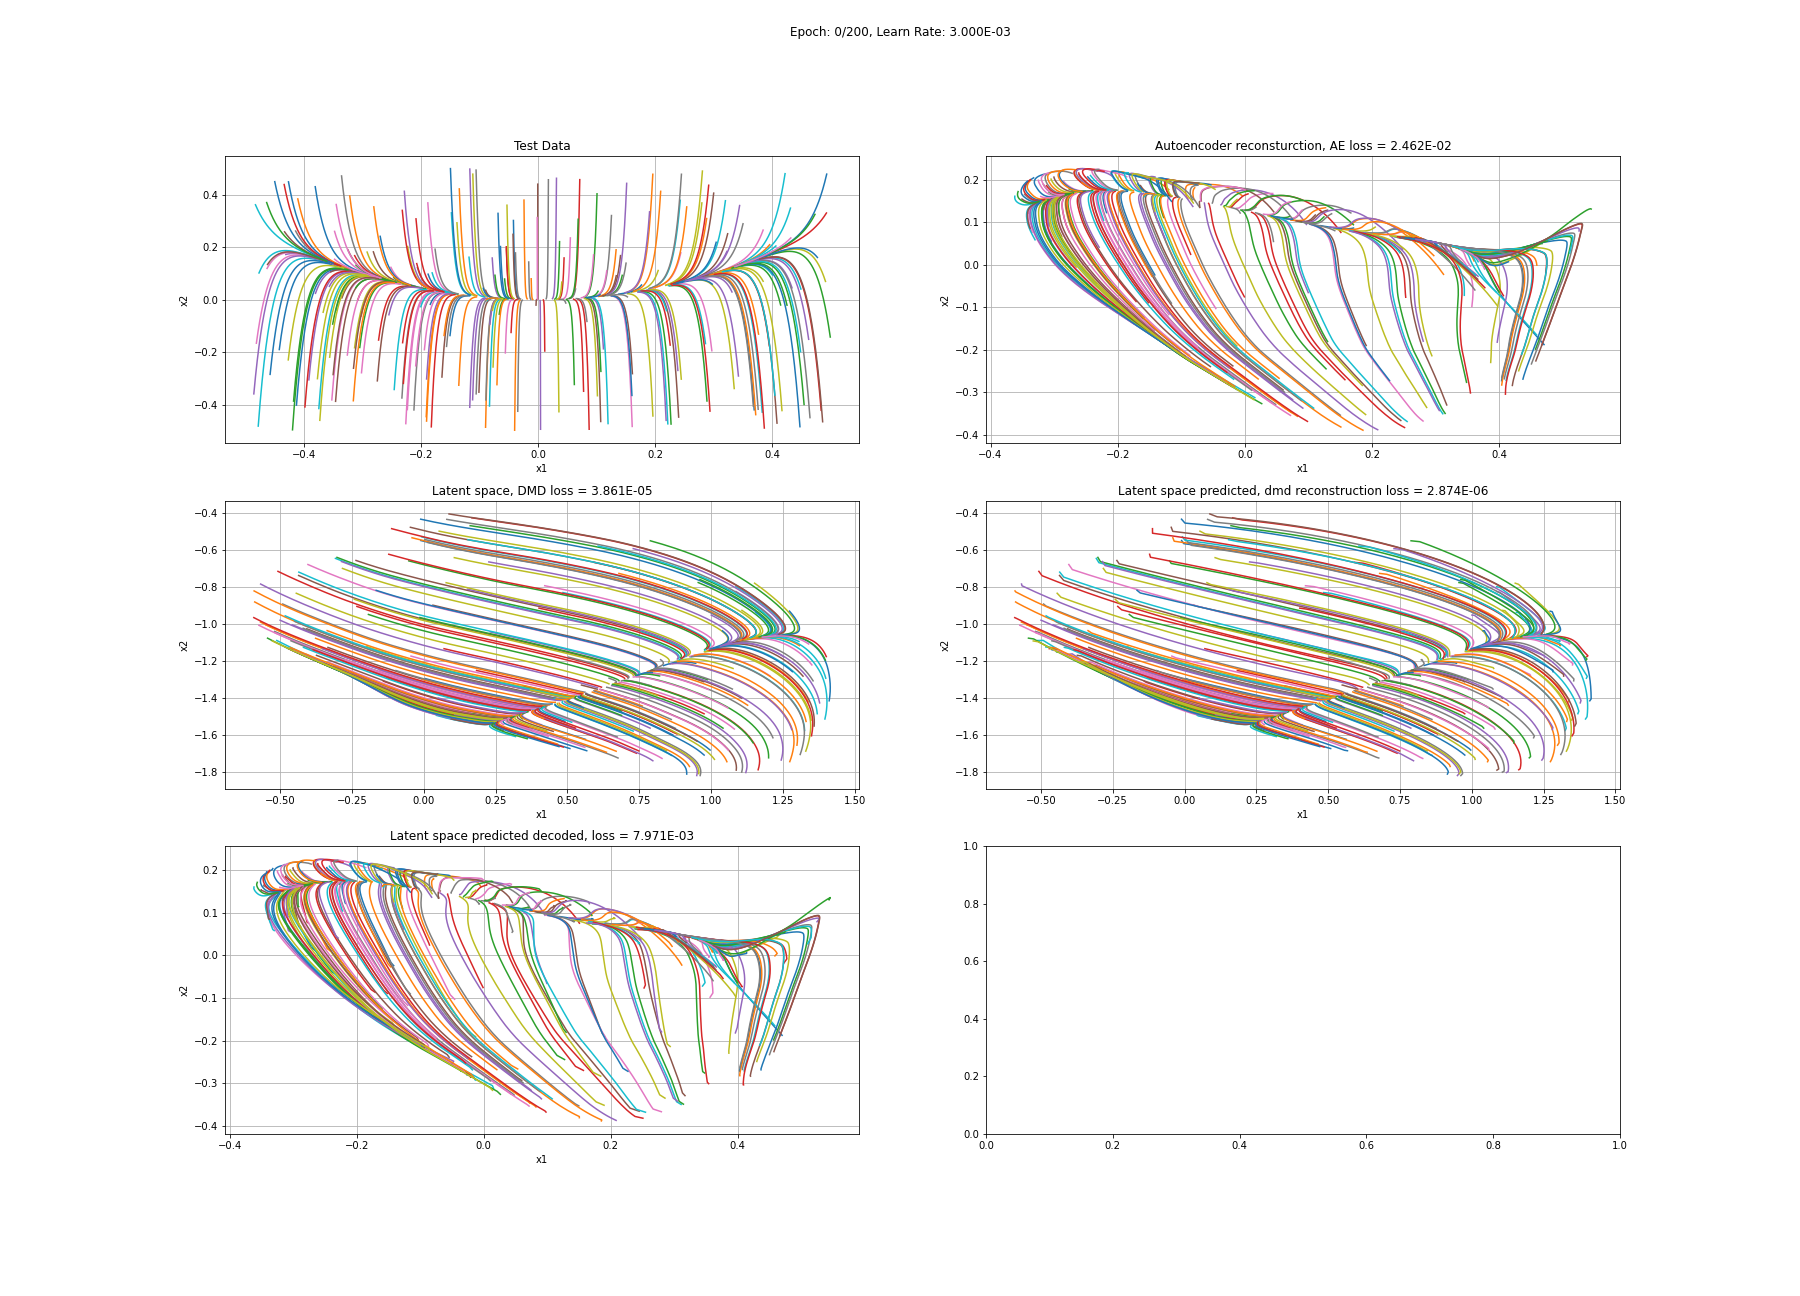 Epoch: 0/200, Learn Rate: 3.000E-03
Test Data
0.4
0.2
0.0
−0.2
−0.4
x2
−0.4 −0.2 0.0 0.2 0.4
x1
Autoencoder reconsturction, AE loss = 2.462E-02
0.2
0.1
0.0
−0.1
−0.2
−0.3
−0.4
x2
−0.4 −0.2 0.0 0.2 0.4
x1
Latent space, DMD loss = 3.861E-05
−0.4
−0.6
−0.8
−1.0
−1.2
−1.4
−1.6
−1.8
x2
−0.50 −0.25 0.00 0.25 0.50 0.75 1.00 1.25 1.50
x1
Latent space predicted, dmd reconstruction loss = 2.874E-06
−0.4
−0.6
−0.8
−1.0
−1.2
−1.4
−1.6
−1.8
x2
−0.50 −0.25 0.00 0.25 0.50 0.75 1.00 1.25 1.50
x1
Latent space predicted decoded, loss = 7.971E-03
0.2
0.1
0.0
−0.1
−0.2
−0.3
−0.4
x2
−0.4 −0.2 0.0 0.2 0.4
x1
1.0
0.8
0.6
0.4
0.2
0.0
0.0 0.2 0.4 0.6 0.8 1.0